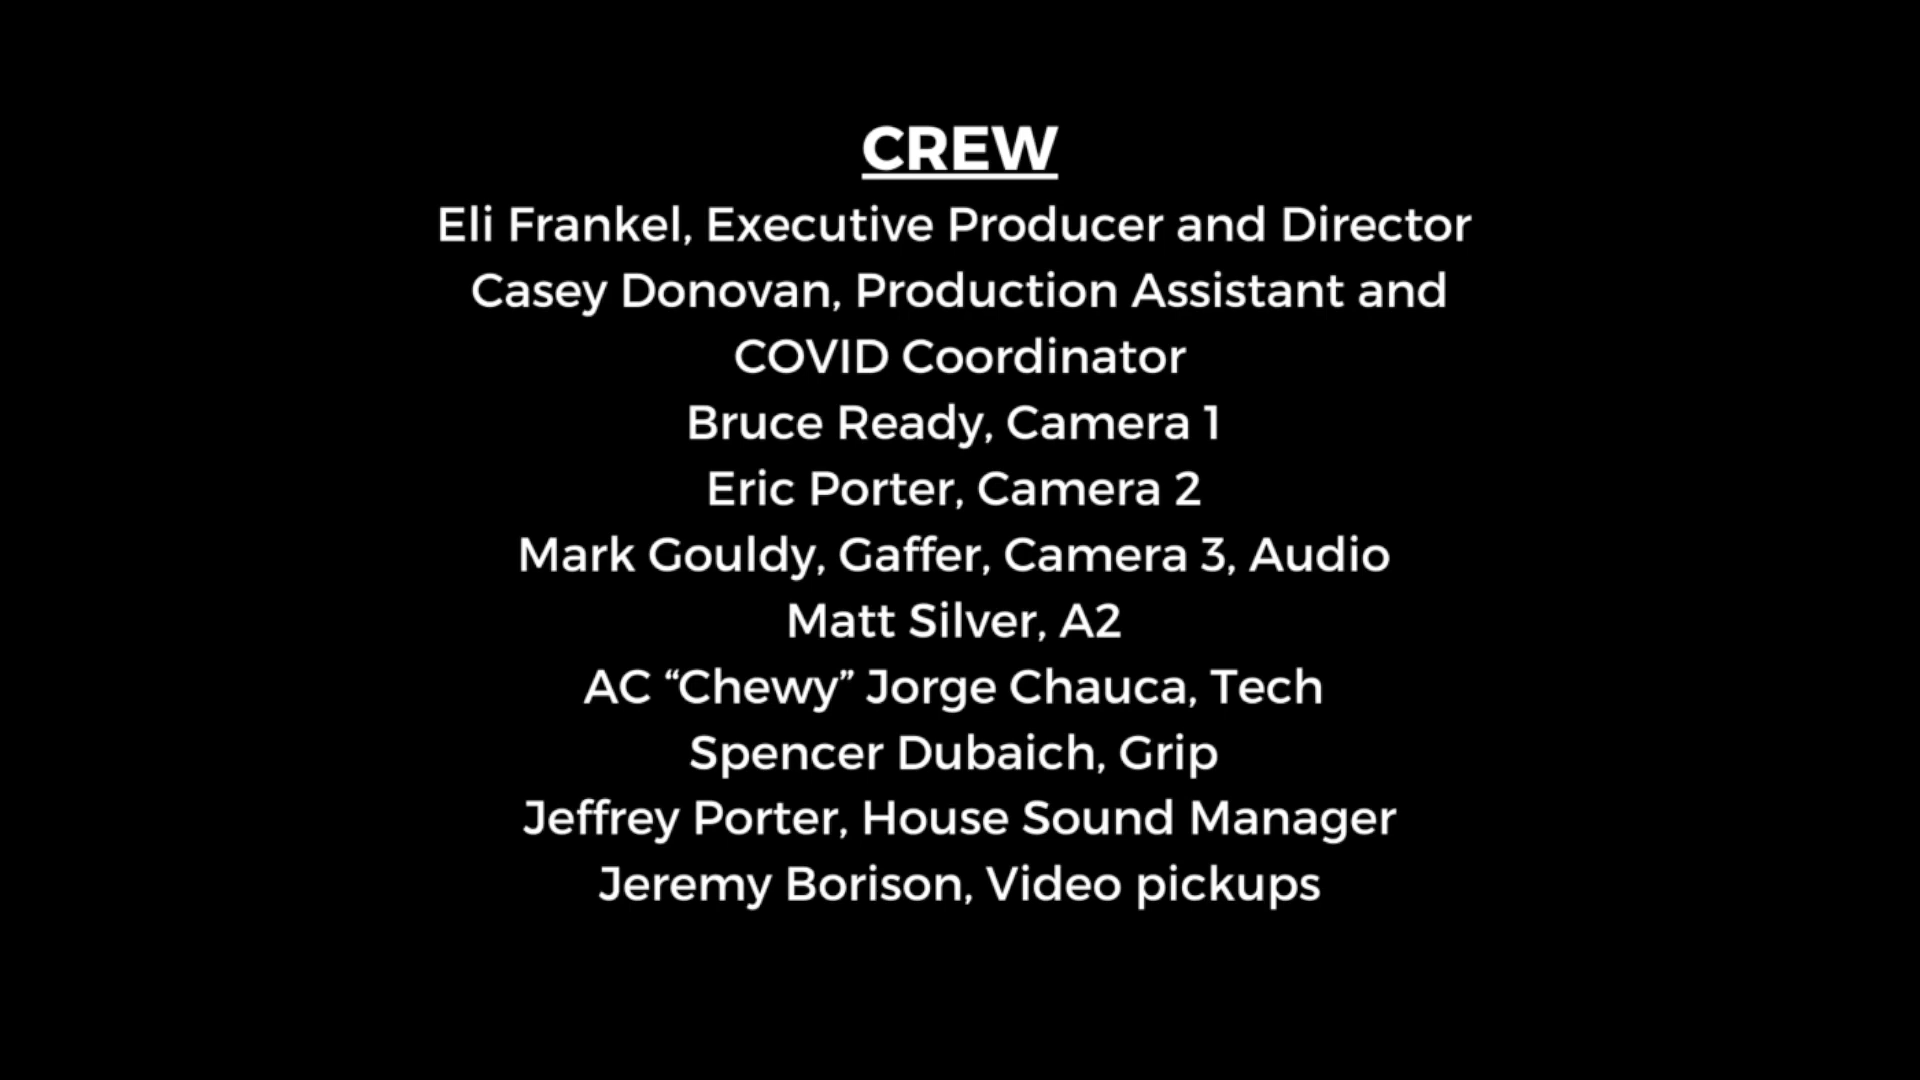 CREW
Eli Frankel, Executive Producer and Director
Casey Donovan, Production Assistant and
COVID Coordinator
Bruce Ready, Camera 1
Eric Porter, Camera 2
Mark Gouldy, Gaffer, Camera 3, Audio
Matt Silver, A2
AC “Chewy” Jorge Chauca, Tech
Spencer Dubaich, Grip
Jeffrey Porter, House Sound Manager
Jeremy Borison, Video pickups